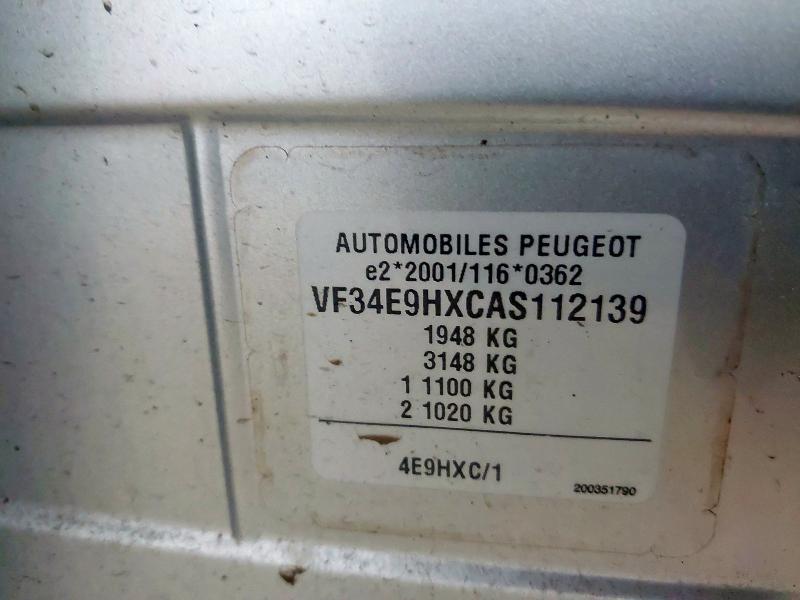 AUTOMOBILES PEUGEOT
e2*2001/116*0362
VF34E9HXCAS112139
1948 KG
3148 KG
1 1100 KG
2 1020 KG
4E9HXC/1
200351790